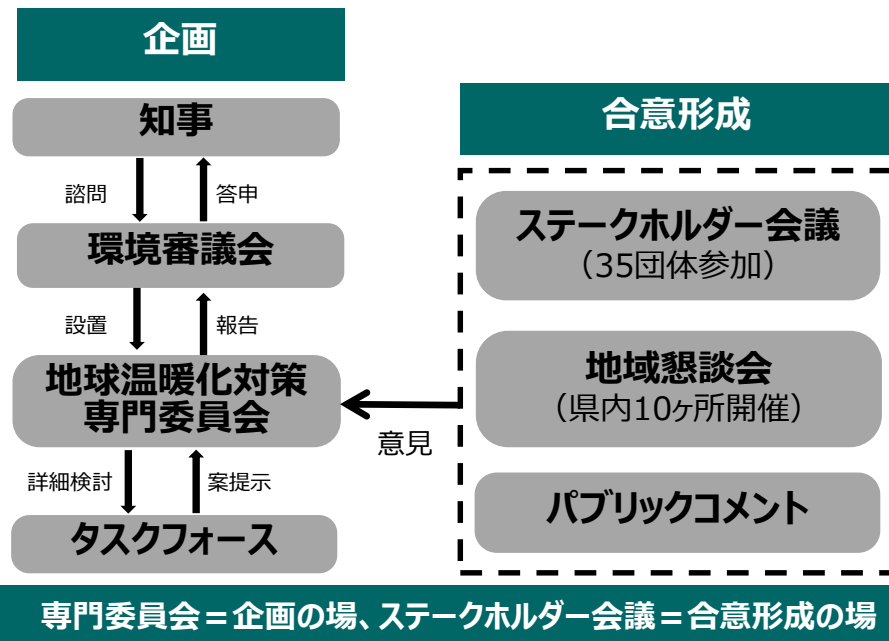 企画
知事
諮問
答申
環境審議会
設置
報告
地球温暖化対策
専門委員会
詳細検討
案提示
タスクフォース
意見
合意形成
ステークホルダー会議
（35団体参加）
地域懇談会
（県内10ヶ所開催）
パブリックコメント
専門委員会＝企画の場、ステークホルダー会議＝合意形成の場